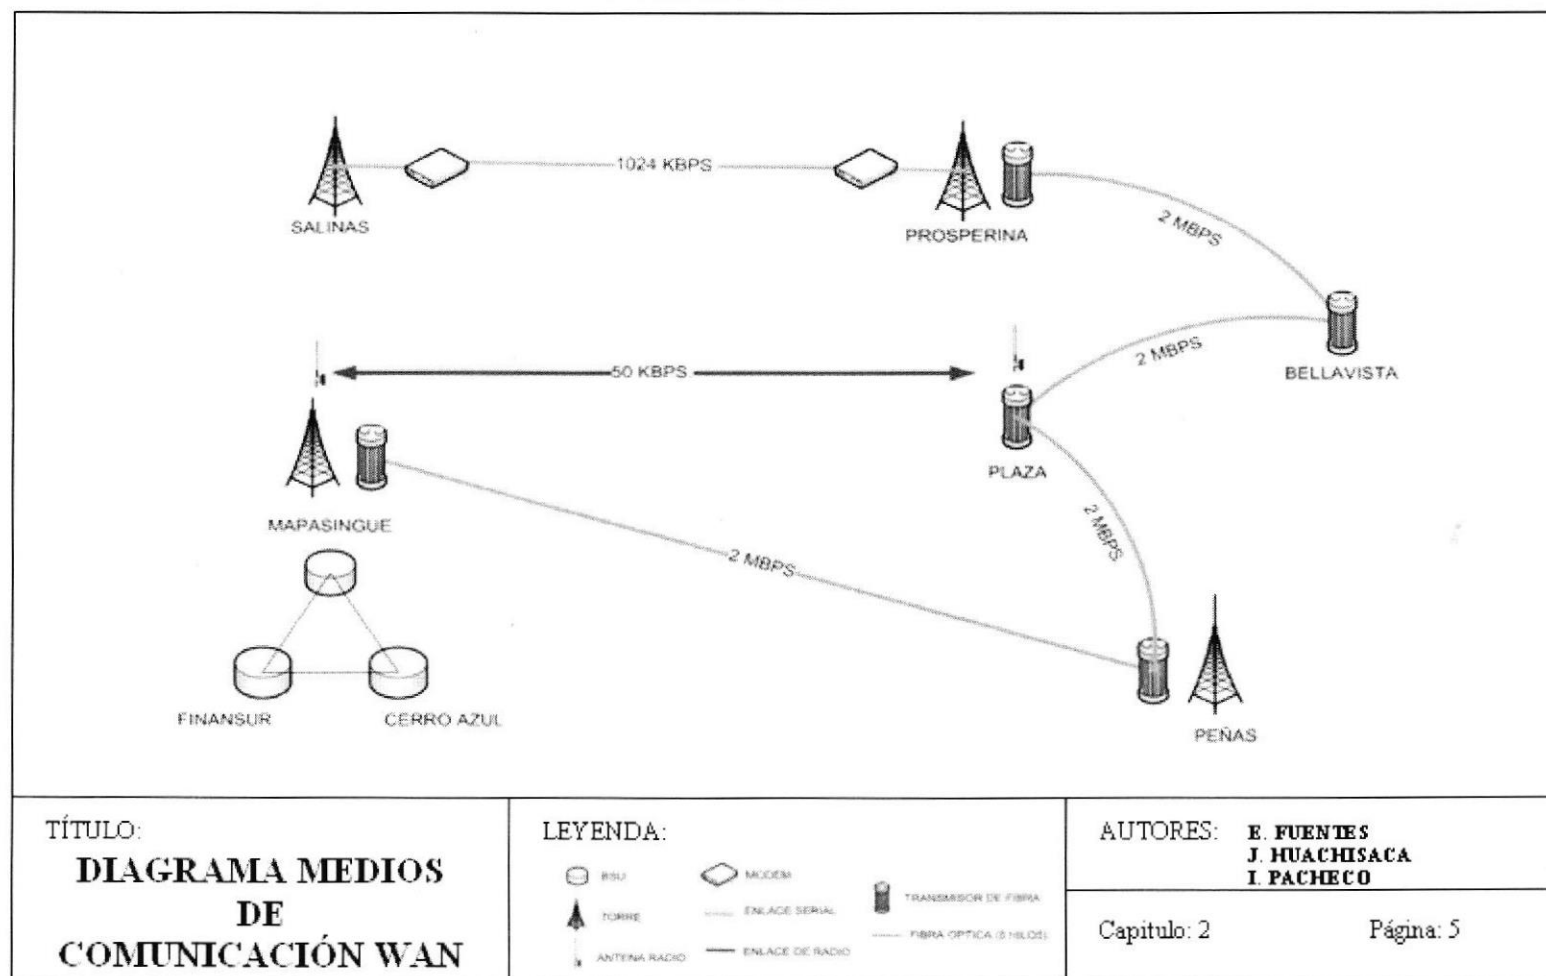 1024 KBPS
SALINAS
PROSPERINA
2 MBPS
2 MBPS
BELLAVISTA
50 KBPS
PLAZA
MAPASINGUE
2 MBPS
2 MBPS
FINANSUR
CERRO AZUL
PEÑAS
TÍTULO:
DIAGRAMA MEDIOS
DE
COMUNICACIÓN WAN
LEYENDA:
BSU
MODEM
TORRE
ENLACE SERIAL
TRANSMISOR DE FIBRA
ANTENA RADIO
ENLACE DE RADIO
FIBRA OPTICA (6 HILOS)
AUTORES: E. FUENTES
J. HUACHISACA
I. PACHECO
Capitulo: 2
Página: 5